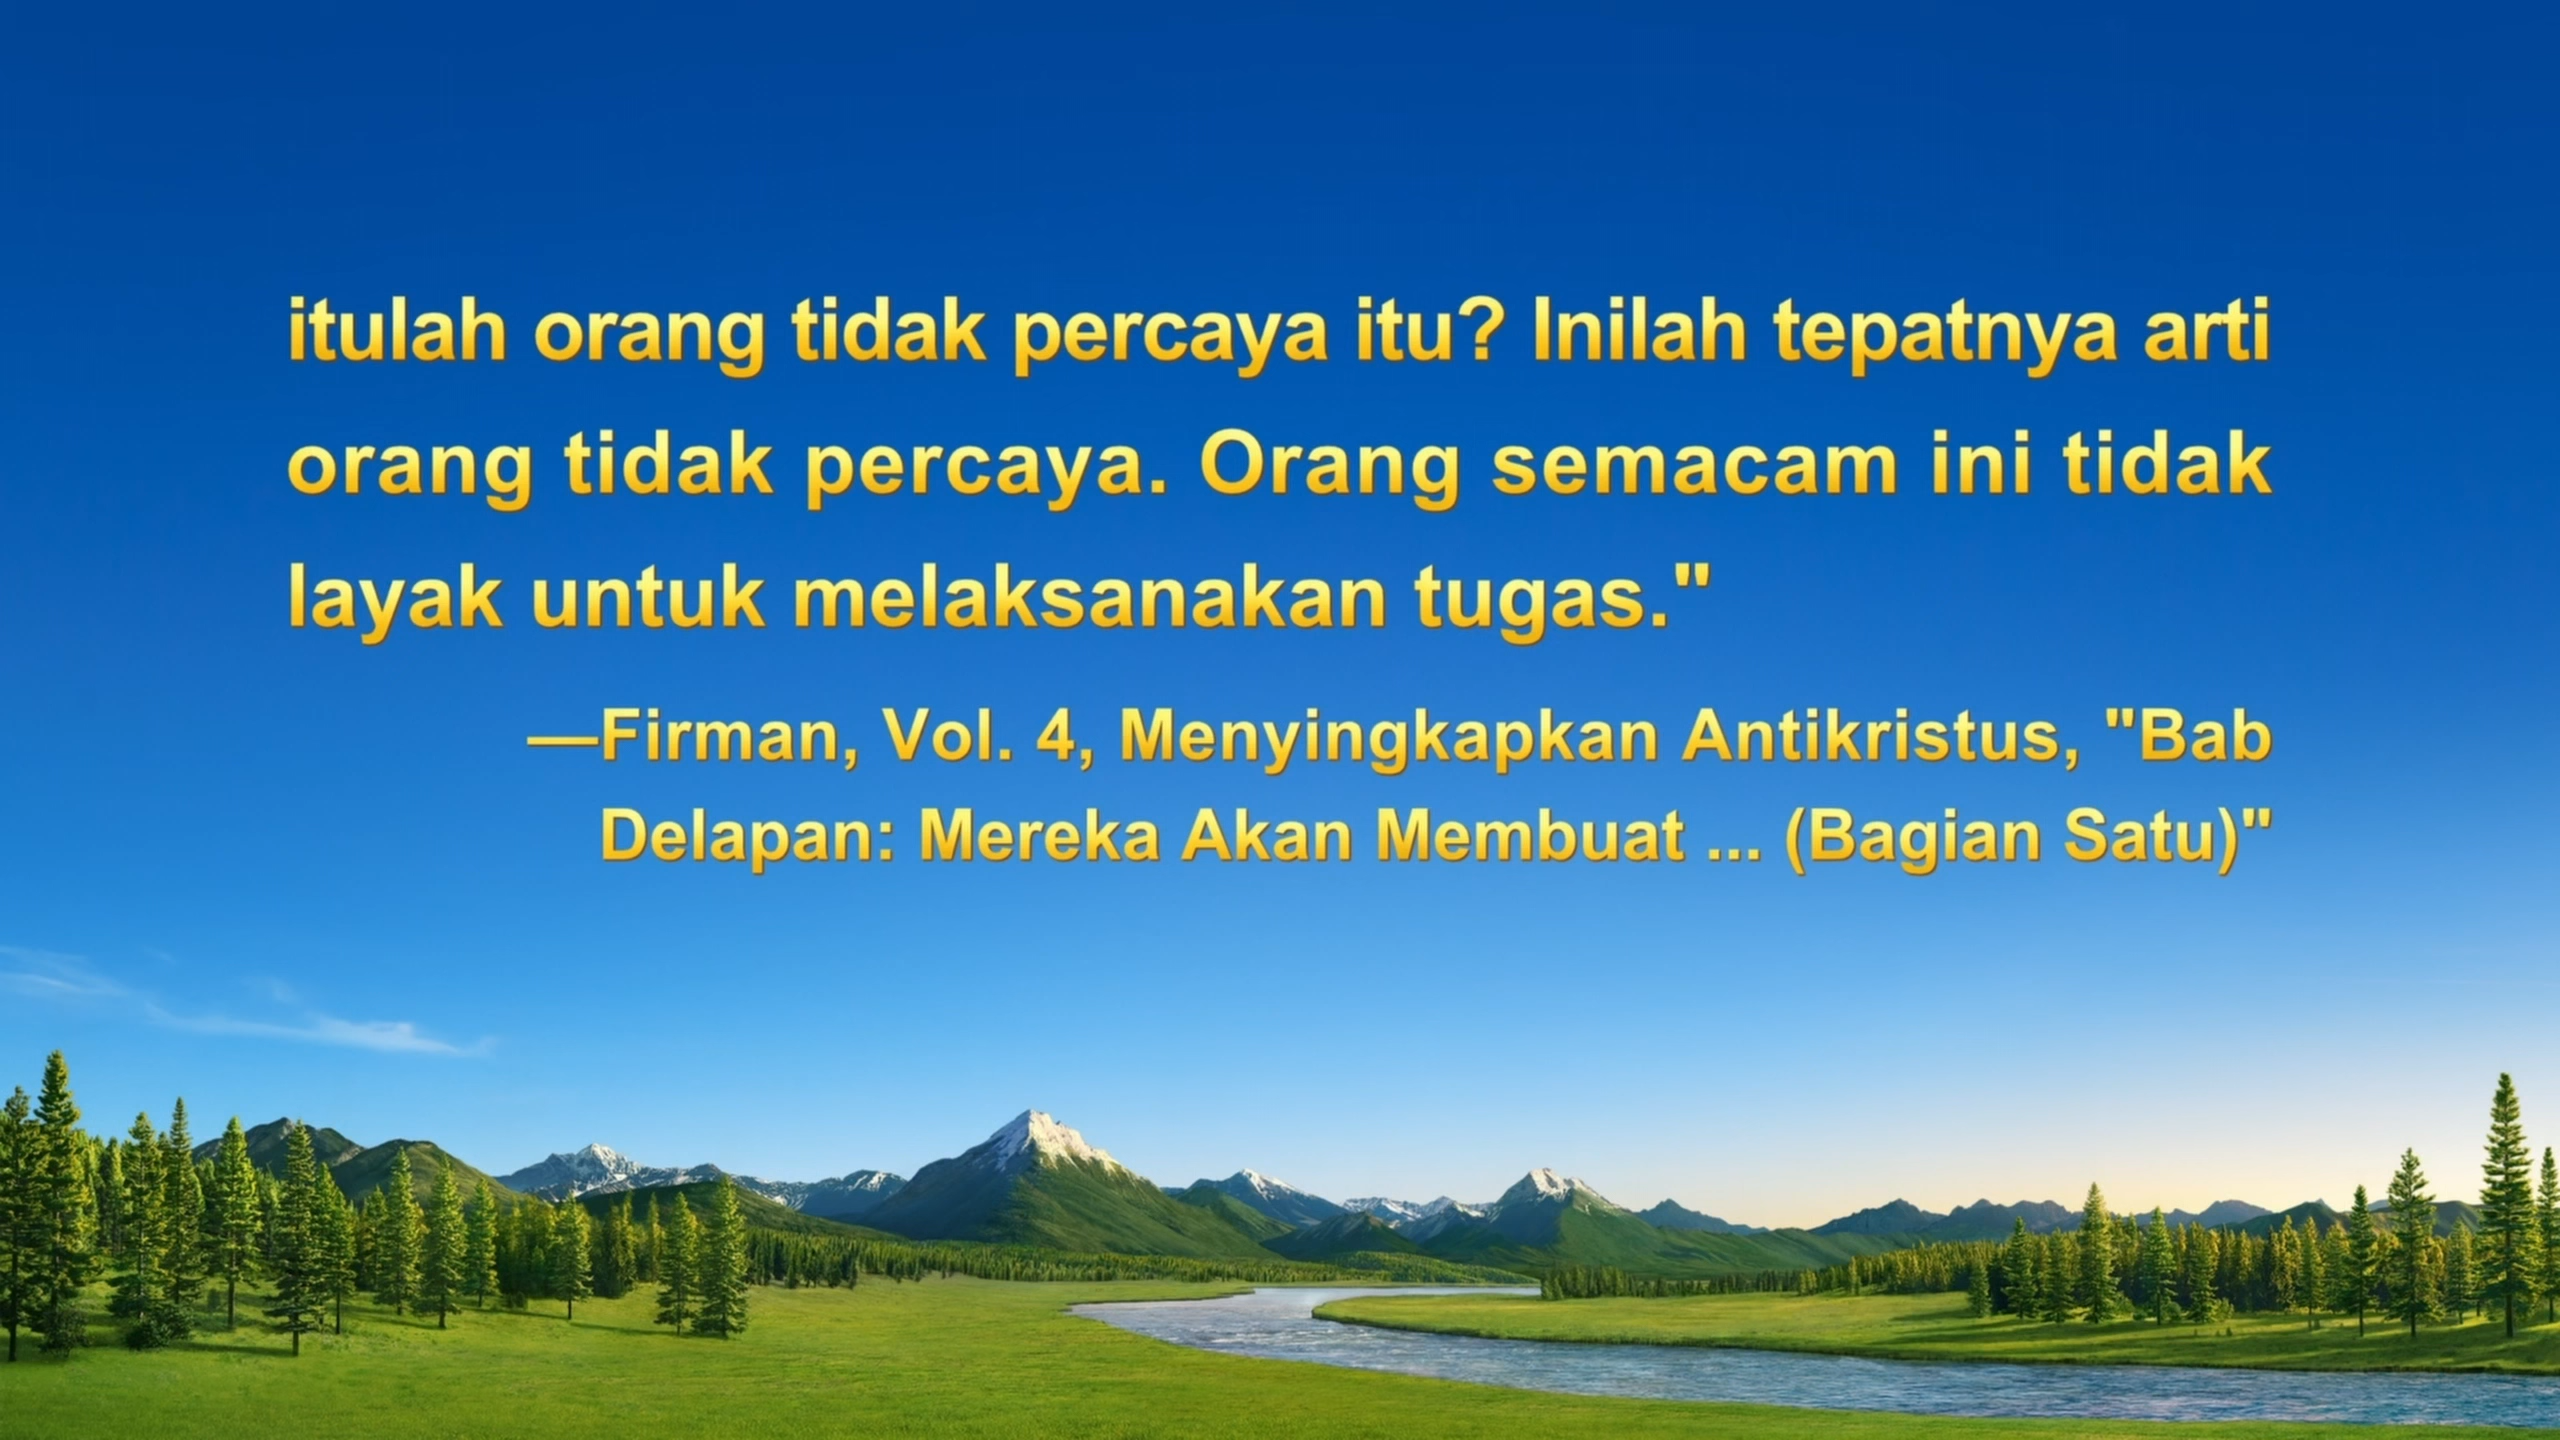 itulah orang tidak percaya itu? Inilah tepatnya arti
orang tidak percaya. Orang semacam ini tidak
layak untuk melaksanakan tugas."
—Firman, Vol. 4, Menyingkapkan Antikristus, "Bab
Delapan: Mereka Akan Membuat ... (Bagian Satu)"